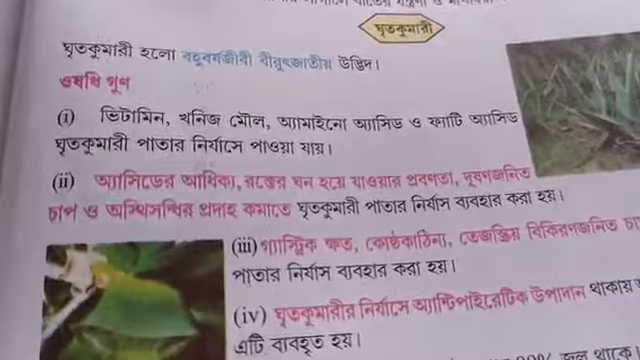 ঘৃতকুমারী
ঘৃতকুমারী হলো বহুবর্ষজীবী বীরুৎজাতীয় উদ্ভিদ।
ওষধি গুণ
(i) ভিটামিন, খনিজ মৌল, অ্যামাইনো অ্যাসিড ও ফ্যাটি অ্যাসিড
ঘৃতকুমারী পাতার নির্যাসে পাওয়া যায়।
(ii) অ্যাসিডের আধিক্য, রক্তের ঘন হয়ে যাওয়ার প্রবণতা, দূষণজনিত
চাপ ও অস্থিসন্ধির প্রদাহ কমাতে ঘৃতকুমারী পাতার নির্যাস ব্যবহার করা হয়।
(iii) গ্যাস্ট্রিক ক্ষত, কোষ্ঠকাঠিন্য, তেজস্ক্রিয় বিকিরণজনিত
পাতার নির্যাস ব্যবহার করা হয়।
(iv) ঘৃতকুমারীর নির্যাসে অ্যান্টিপাইরেটিক উপাদান থাকায়
এটি ব্যবহৃত হয়।
জল থাকে।